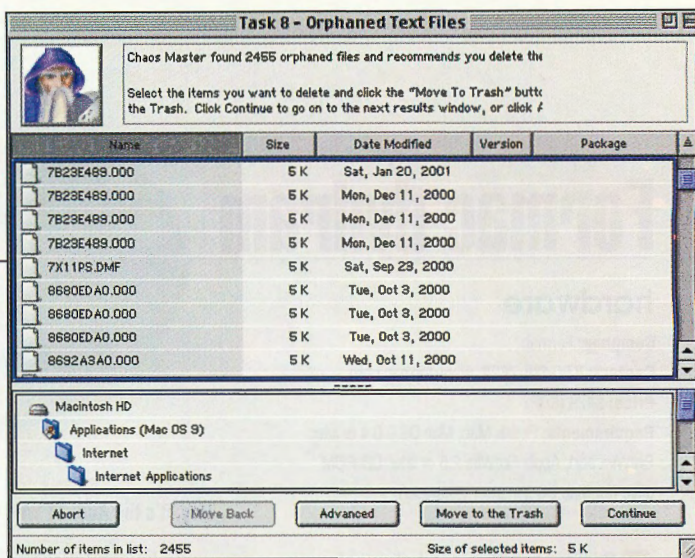 Task 8 - Orphaned Text Files
Chaos Master found 2455 orphaned files and recommends you delete the
Select the items you want to delete and click the "Move To Trash" butto
the Trash. Click Continue to go on to the next results window, or click A
Name Size Date Modified Version Package
7B23E489.000 5 K Sat, Jan 20, 2001
7B23E489.000 5 K Mon, Dec 11, 2000
7B23E489.000 5 K Mon, Dec 11, 2000
7B23E489.000 5 K Mon, Dec 11, 2000
7X11PS.DMF 5 K Sat, Sep 23, 2000
8680EDA0.000 5 K Tue, Oct 3, 2000
8680EDA0.000 5 K Tue, Oct 3, 2000
8680EDA0.000 5 K Tue, Oct 3, 2000
8692A3A0.000 5 K Wed, Oct 11, 2000
Macintosh HD
Applications (Mac OS 9)
Internet
Internet Applications
Abort Move Back Advanced Move to the Trash Continue
Number of items in list: 2455 Size of selected items: 5 K